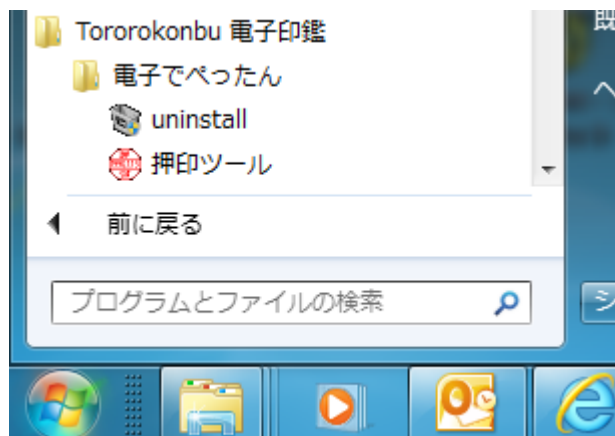 Tororokonbu 電子印鑑
電子でぺったん
uninstall
押印ツール
前に戻る
プログラムとファイルの検索